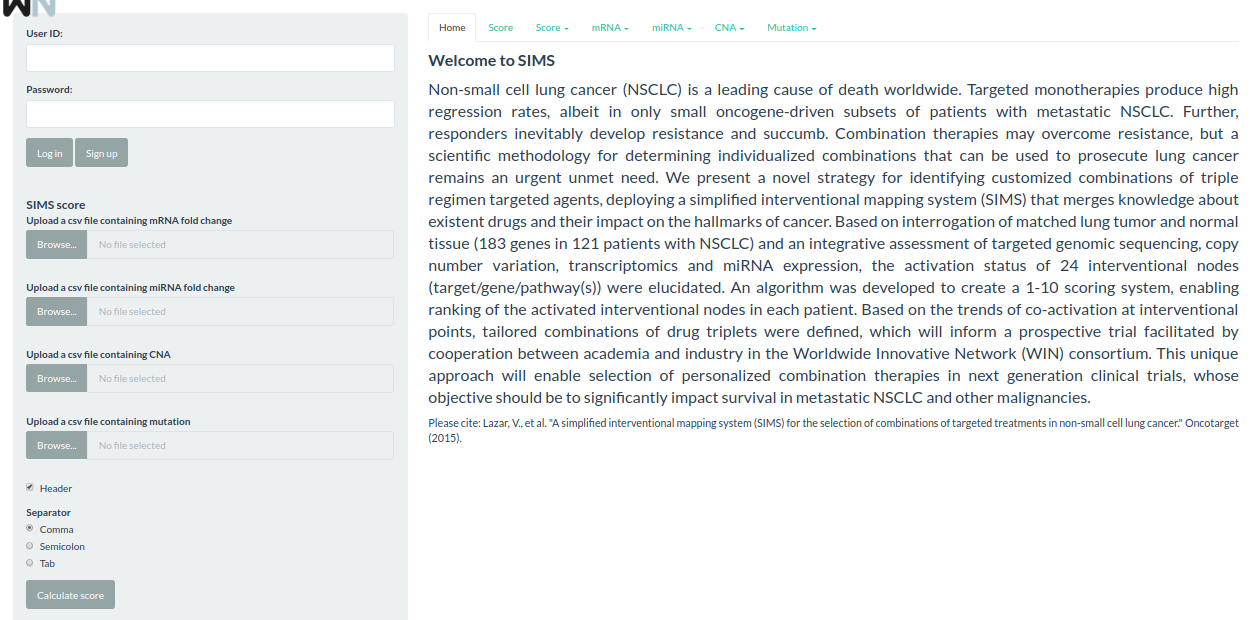 WN
User ID:
Password:
Log in Sign up
SIMS score
Upload a csv file containing mRNA fold change
Browse... No file selected
Upload a csv file containing miRNA fold change
Browse... No file selected
Upload a csv file containing CNA
Browse... No file selected
Upload a csv file containing mutation
Browse... No file selected
Header
Separator
Comma
Semicolon
Tab
Calculate score
Home Score Score mRNA miRNA CNA Mutation
Welcome to SIMS
Non-small cell lung cancer (NSCLC) is a leading cause of death worldwide. Targeted monotherapies produce high
regression rates, albeit in only small oncogene-driven subsets of patients with metastatic NSCLC. Further,
responders inevitably develop resistance and succumb. Combination therapies may overcome resistance, but a
scientific methodology for determining individualized combinations that can be used to prosecute lung cancer
remains an urgent unmet need. We present a novel strategy for identifying customized combinations of triple
regimen targeted agents, deploying a simplified interventional mapping system (SIMS) that merges knowledge about
existent drugs and their impact on the hallmarks of cancer. Based on interrogation of matched lung tumor and normal
tissue (183 genes in 121 patients with NSCLC) and an integrative assessment of targeted genomic sequencing, copy
number variation, transcriptomics and miRNA expression, the activation status of 24 interventional nodes
(target/gene/pathway(s)) were elucidated. An algorithm was developed to create a 1-10 scoring system, enabling
ranking of the activated interventional nodes in each patient. Based on the trends of co-activation at interventional
points, tailored combinations of drug triplets were defined, which will inform a prospective trial facilitated by
cooperation between academia and industry in the Worldwide Innovative Network (WIN) consortium. This unique
approach will enable selection of personalized combination therapies in next generation clinical trials, whose
objective should be to significantly impact survival in metastatic NSCLC and other malignancies.
Please cite: Lazar, V., et al. "A simplified interventional mapping system (SIMS) for the selection of combinations of targeted treatments in non-small cell lung cancer." Oncotarget
(2015).